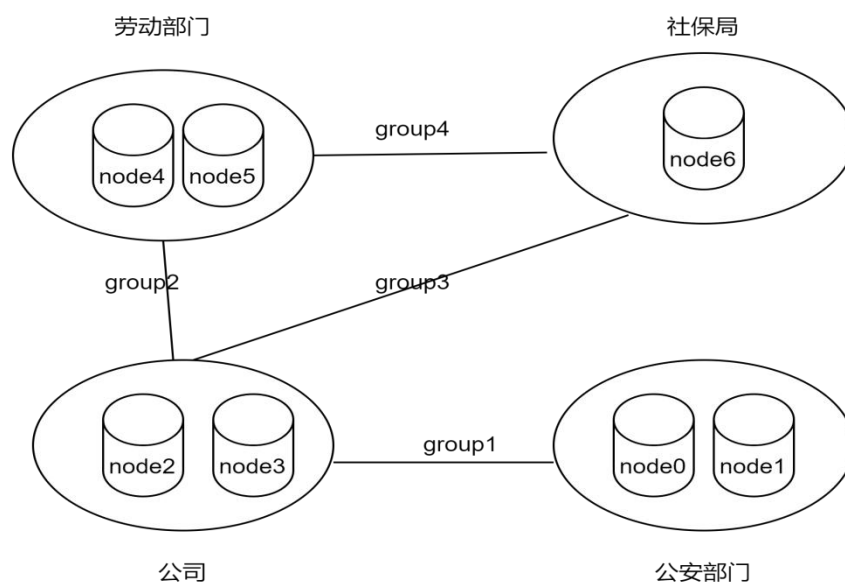 劳动部门
社保局
group4
node4
node5
node6
group2
group3
node2
node3
group1
node0
node1
公司
公安部门